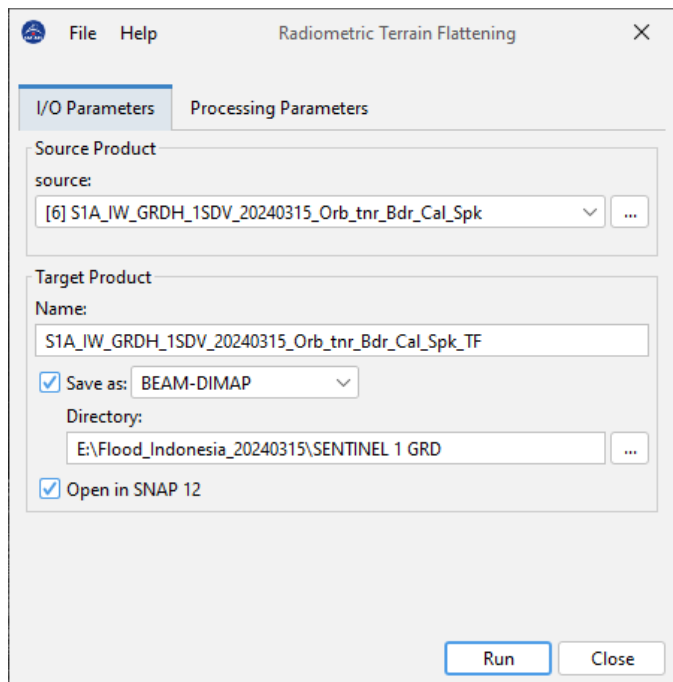 File Help Radiometric Terrain Flattening
I/O Parameters Processing Parameters
Source Product
source:
[6] S1A_IW_GRDH_1SDV_20240315_Orb_tnr_Bdr_Cal_Spk ...
Target Product
Name:
S1A_IW_GRDH_1SDV_20240315_Orb_tnr_Bdr_Cal_Spk_TF
Save as: BEAM-DIMAP
Directory:
E:\Flood_Indonesia_20240315\SENTINEL 1 GRD ...
Open in SNAP 12
Run Close